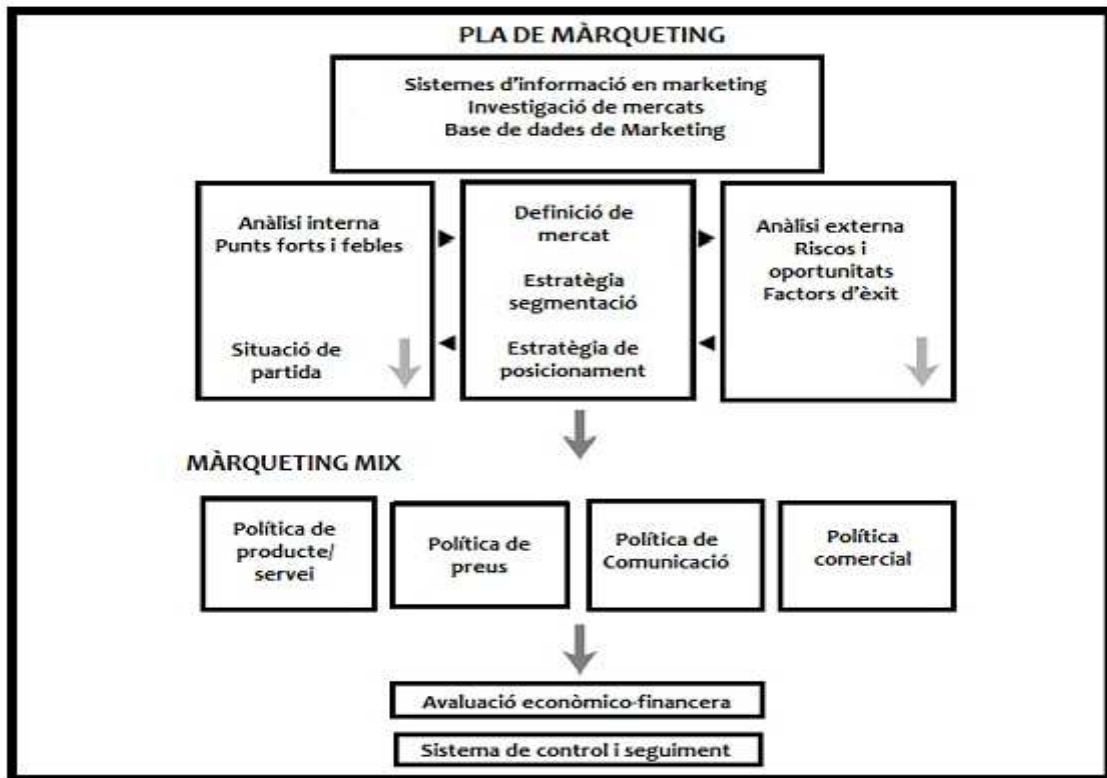 PLA DE MÀRQUETING
Sistemes d'informació en marketing
Investigació de mercats
Base de dades de Marketing
Anàlisi interna
Punts forts i febles
Situació de
partida
Definició de
mercat
Estratègia
segmentació
Estratègia de
posicionament
Anàlisi externa
Riscos i
oportunitats
Factors d'èxit
MÀRQUETING MIX
Política de
producte/
servei
Política de
preus
Política de
Comunicació
Política
comercial
Avaluació econòmico-financera
Sistema de control i seguiment